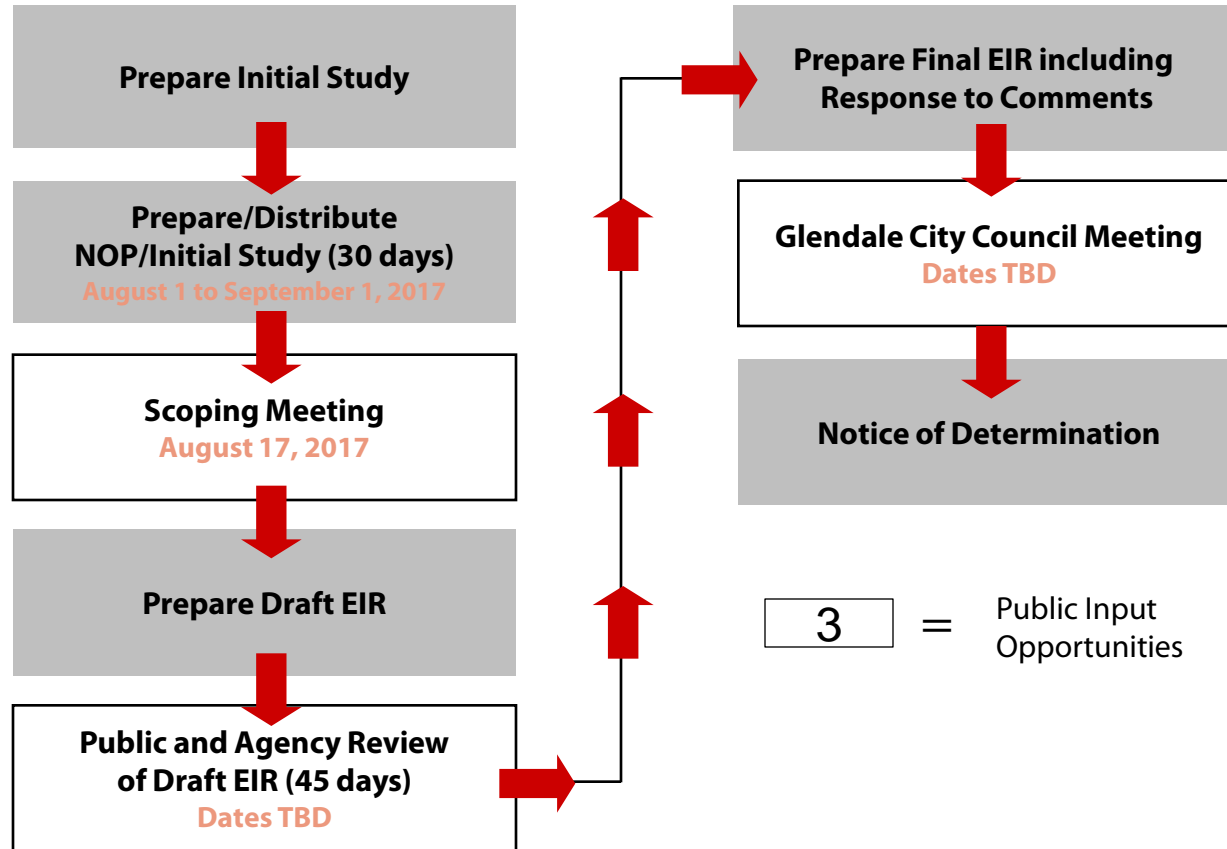 Prepare Initial Study
Prepare/Distribute
NOP/Initial Study (30 days)
August 1 to September 1, 2017
Scoping Meeting
August 17, 2017
Prepare Draft EIR
Public and Agency Review
of Draft EIR (45 days)
Dates TBD
Prepare Final EIR including
Response to Comments
Glendale City Council Meeting
Dates TBD
Notice of Determination
3 = Public Input
Opportunities